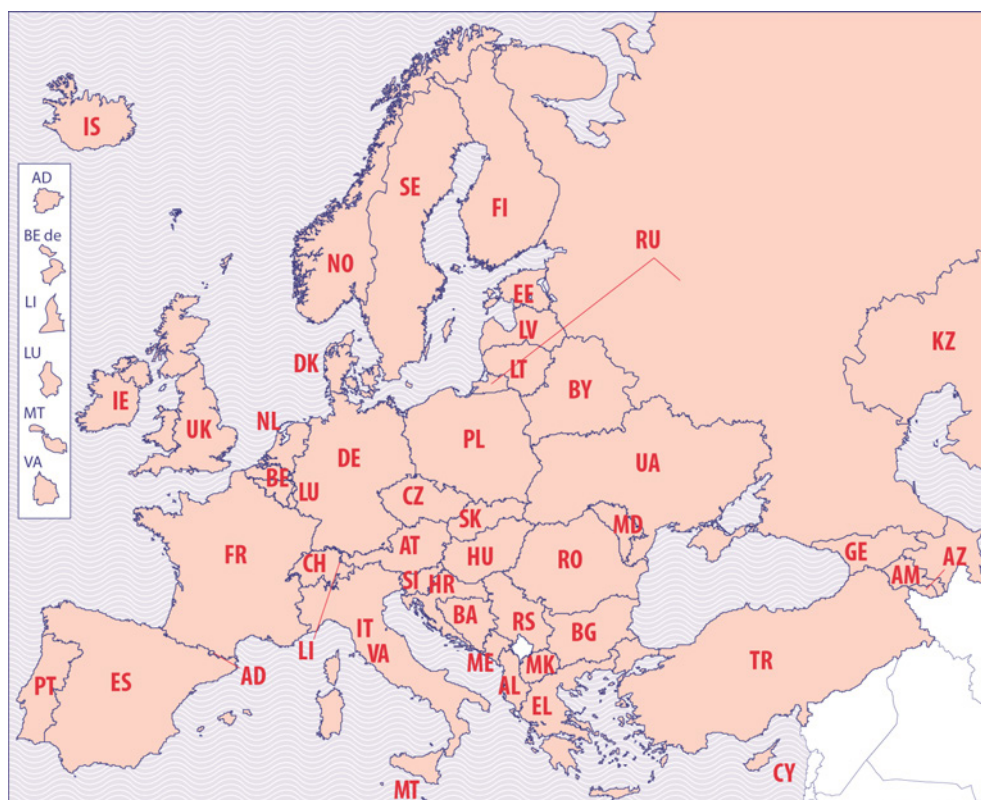 IS
AD
BE de
LI
LU
MT
VA
SE
FI
NO
RU
EE
LV
LT
DK
KZ
BY
IE
UK
NL
PL
DE
UA
BE
LU
CZ
SK
MD
FR
CH
AT
HU
RO
GE
AZ
AM
SI
HR
BA
RS
BG
IT
VA
LI
ME
MK
AL
EL
TR
PT
ES
AD
MT
CY